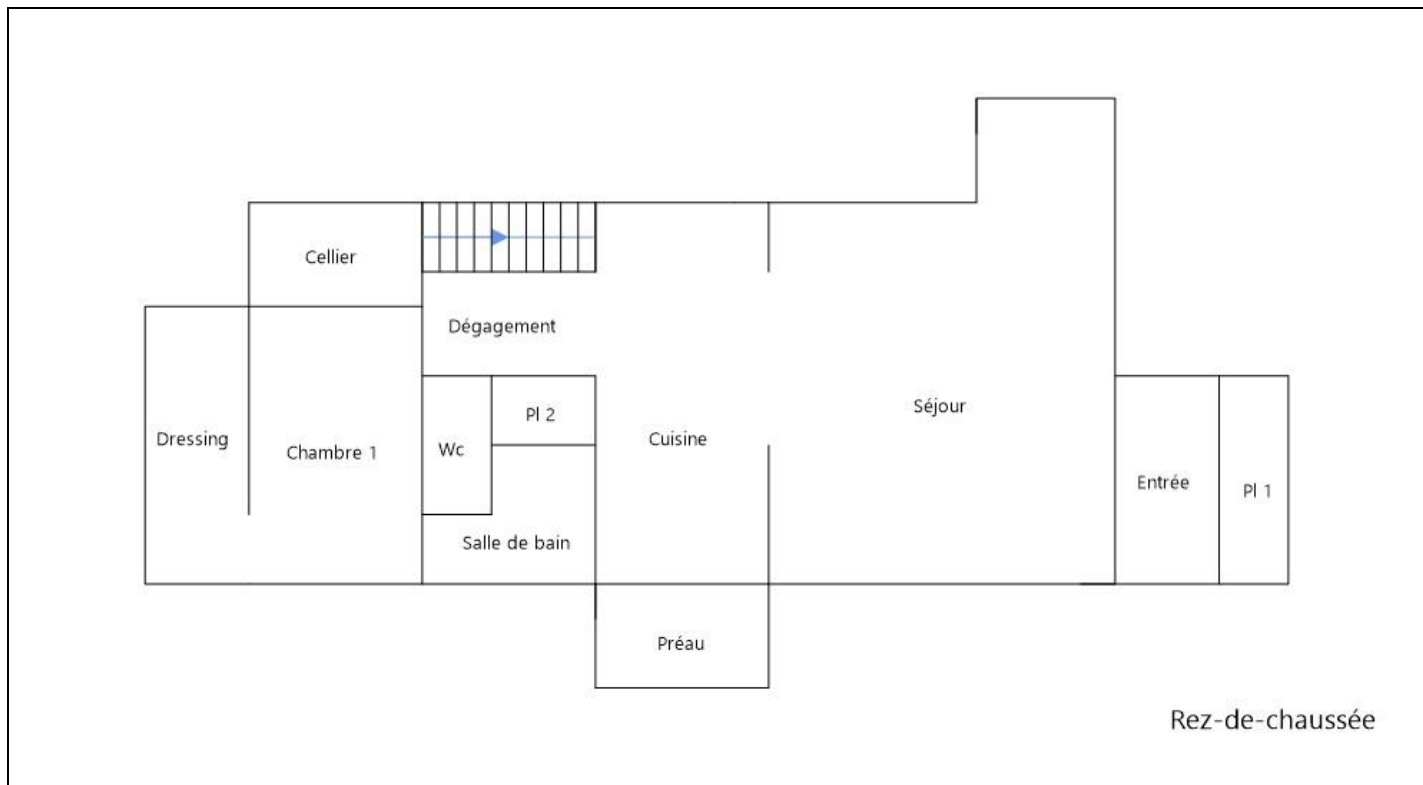 Cellier
Dégagement
Pl 2
Séjour
Dressing
Chambre 1
Wc
Cuisine
Entrée
Pl 1
Salle de bain
Préau
Rez-de-chaussée